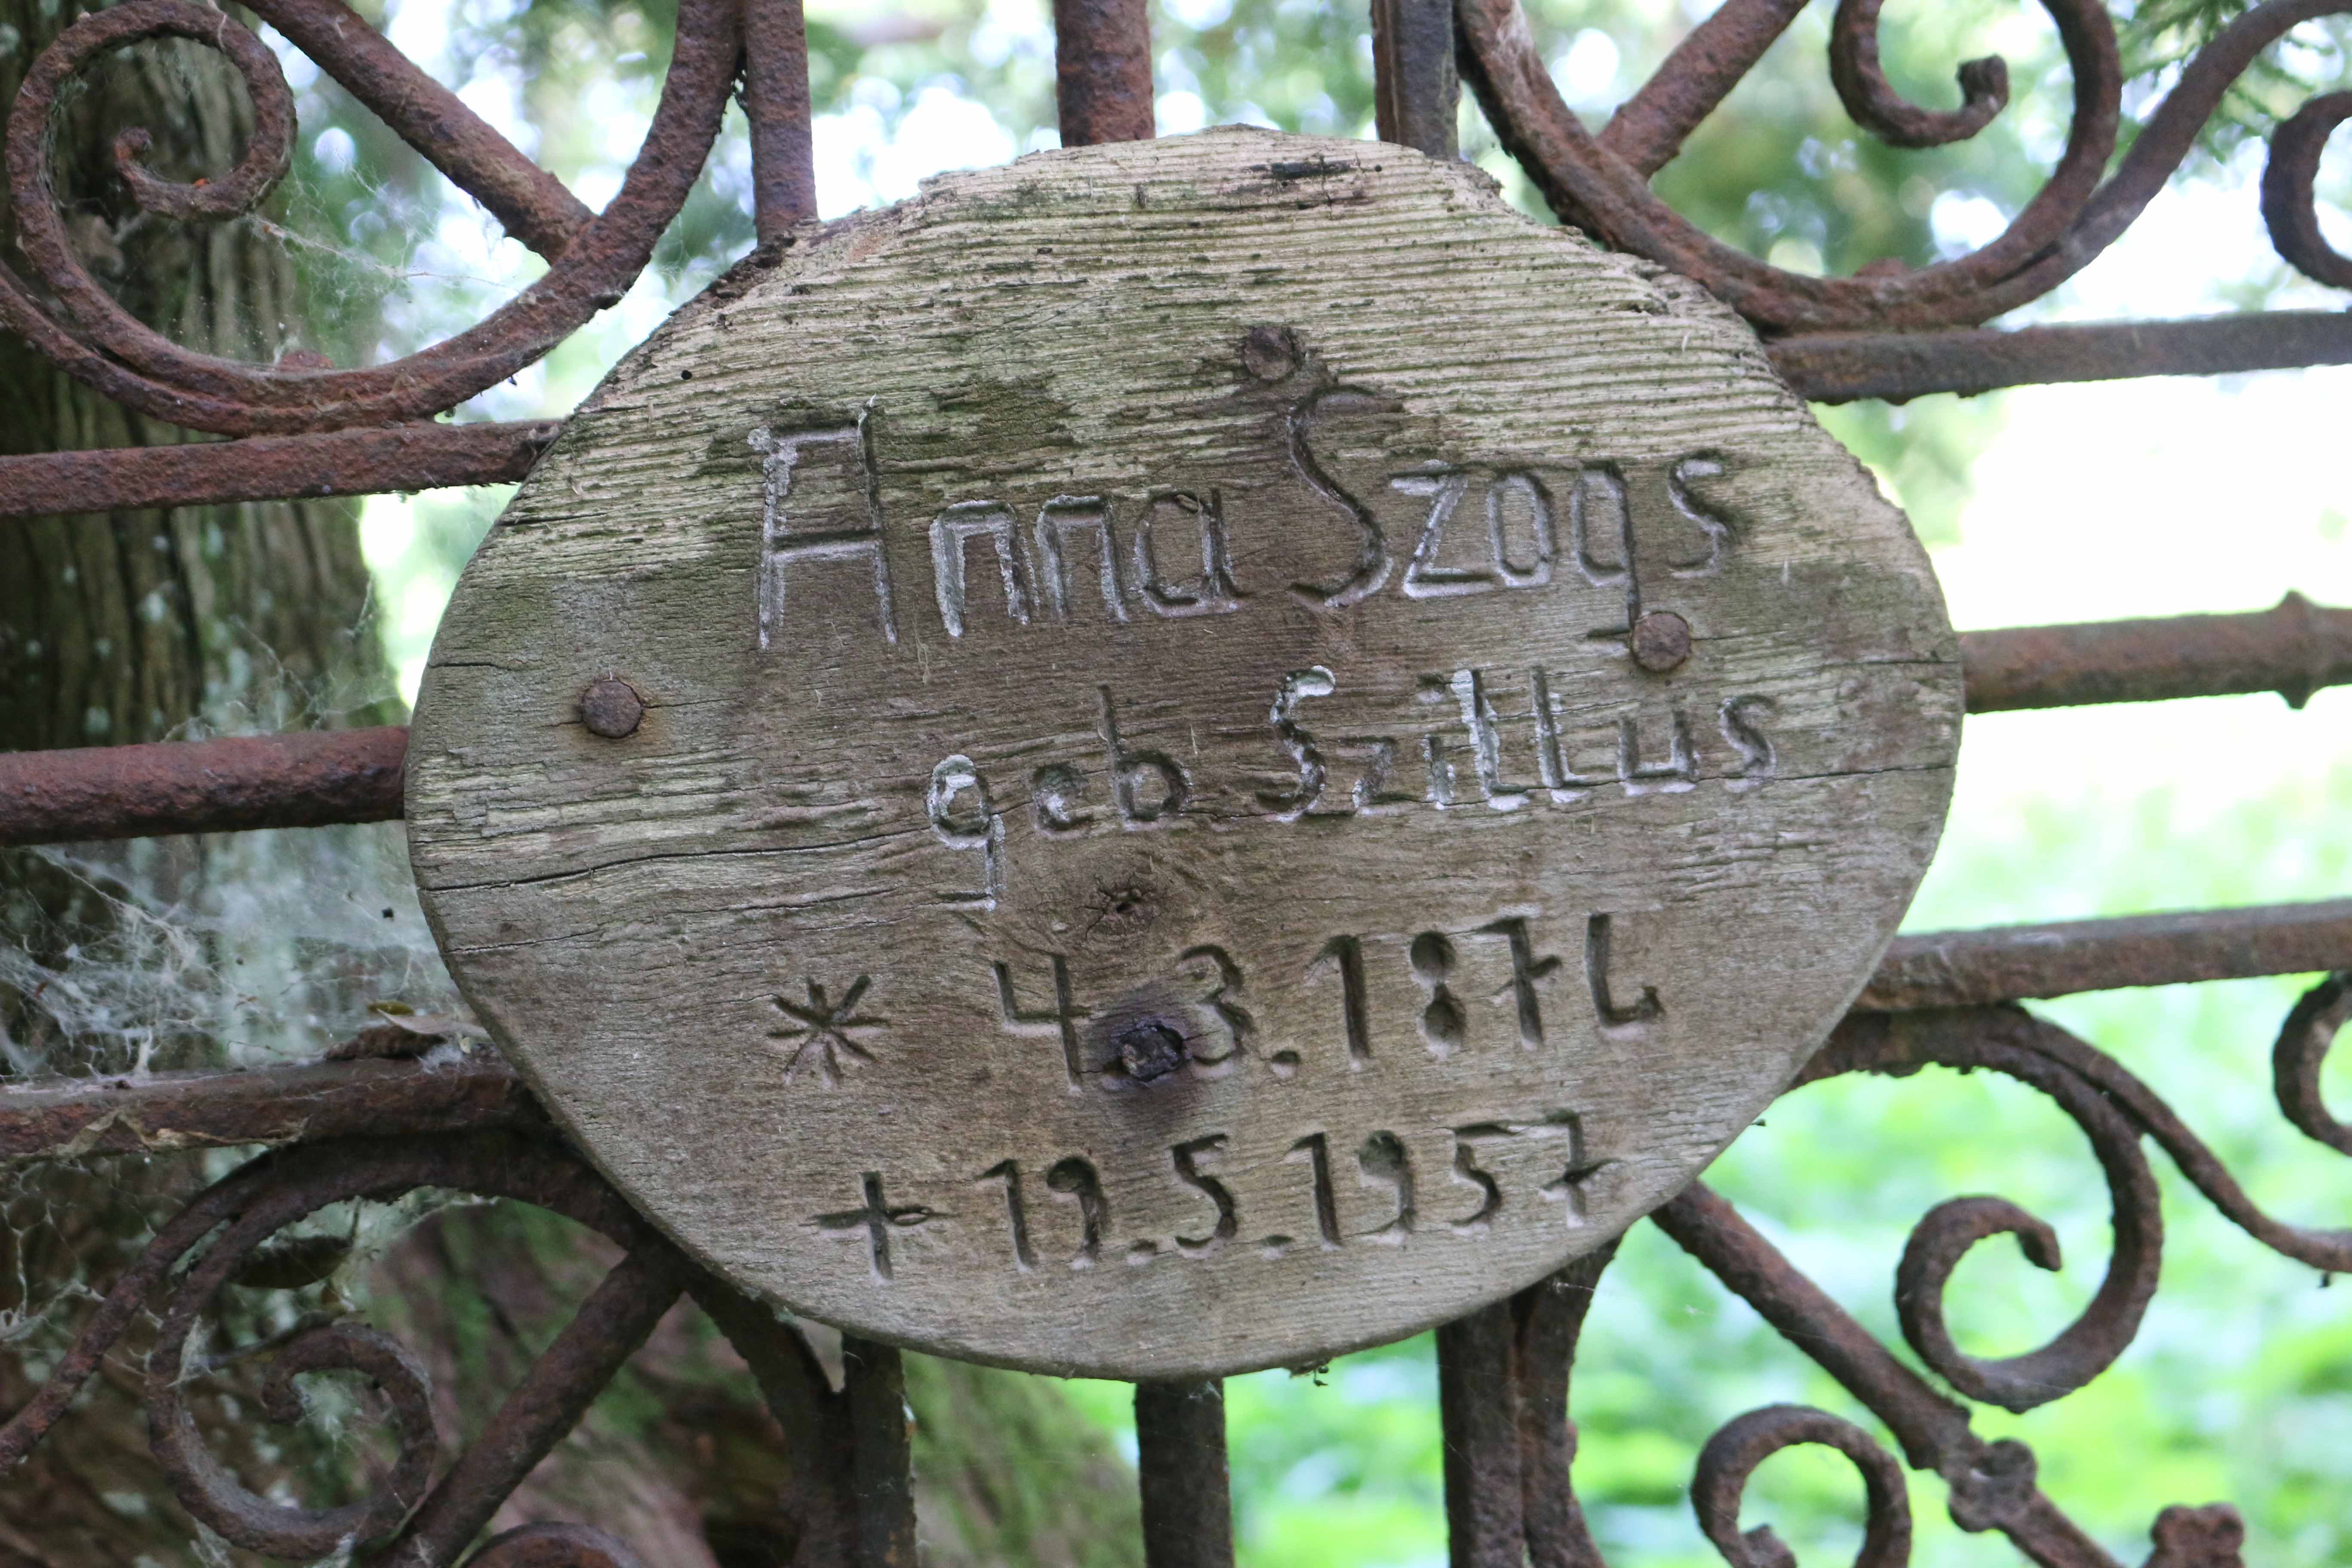 Anna Szogs
geb. Szillus
* 4.3.1876
+ 19.5.1957